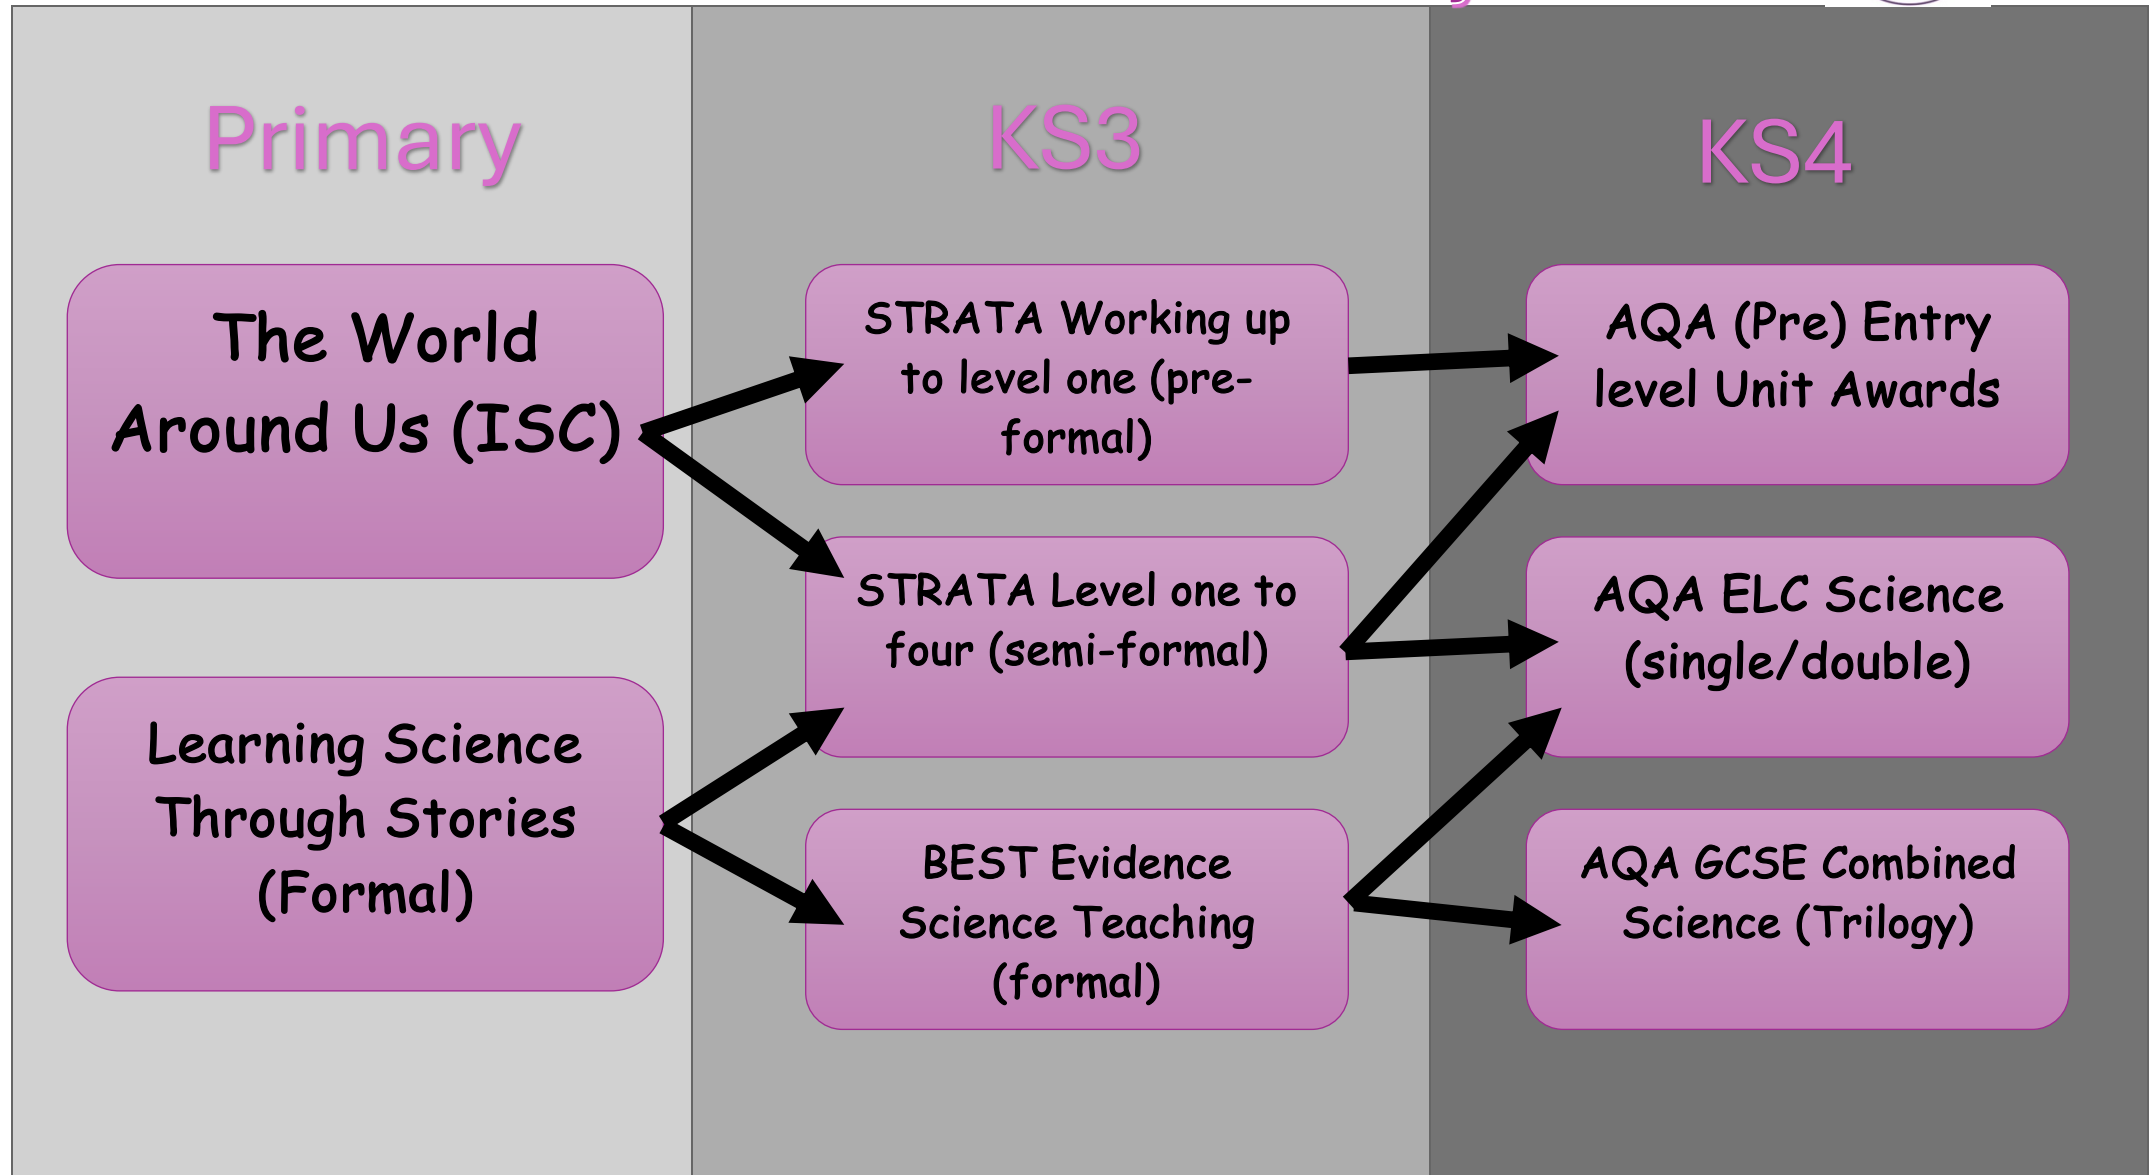 Primary
The World
Around Us (ISC)
Learning Science
Through Stories
(Formal)
KS3
STRATA Working up
to level one (pre-
formal)
STRATA Level one to
four (semi-formal)
BEST Evidence
Science Teaching
(formal)
KS4
AQA (Pre) Entry
level Unit Awards
AQA ELC Science
(single/double)
AQA GCSE Combined
Science (Trilogy)